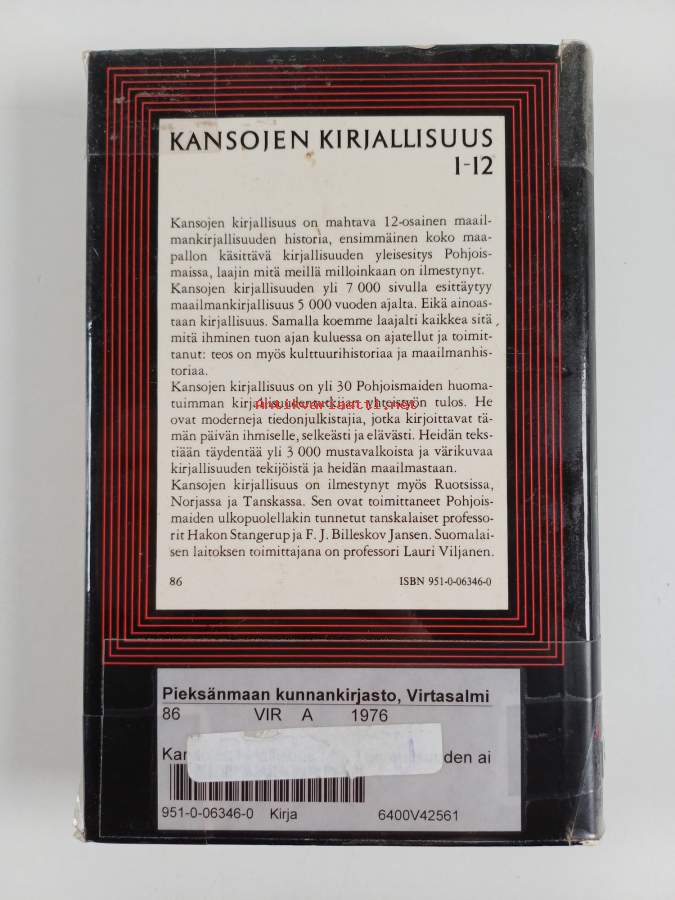 KANSOJEN KIRJALLISUUS
1-12
Kansojen kirjallisuus on mahtava 12-osainen maail-
mankirjallisuuden historia, ensimmäinen koko maa-
pallon käsittävä kirjallisuuden yleisesitys Pohjois-
maissa, laajin mitä meillä milloinkaan on ilmestynyt.
Kansojen kirjallisuuden yli 7 000 sivulla esittäytyy
maailmankirjallisuus 5 000 vuoden ajalta. Eikä ainoas-
taan kirjallisuus. Samalla koemme laajalti kaikkea sitä,
mitä ihminen tuon ajan kuluessa on ajatellut ja toimit-
tanut: teos on myös kulttuurihistoriaa ja maailmanhis-
toriaa.
Kansojen kirjallisuus on yli 30 Pohjoismaiden huoma-
tuimman kirjallisuudentutkijan yhteistyön tulos. He
Antikvariaatti.net
ovat moderneja tiedonjulkistajia, jotka kirjoittavat tä-
män päivän ihmiselle, selkeästi ja elävästi. Heidän teks-
tiään täydentää yli 3 000 mustavalkoista ja värikuvaa
kirjallisuuden tekijöistä ja heidän maailmastaan.
Kansojen kirjallisuus on ilmestynyt myös Ruotsissa,
Norjassa ja Tanskassa. Sen ovat toimittaneet Pohjois-
maiden ulkopuolellakin tunnetut tanskalaiset professo-
rit Hakon Stangerup ja F. J. Billeskov Jansen. Suomalai-
sen laitoksen toimittajana on professori Lauri Viljanen.
86 ISBN 951-0-06346-0
Pieksänmaan kunnankirjasto, Virtasalmi
86 VIR A 1976
den ai
951-0-06346-0 Kirja 6400V42561